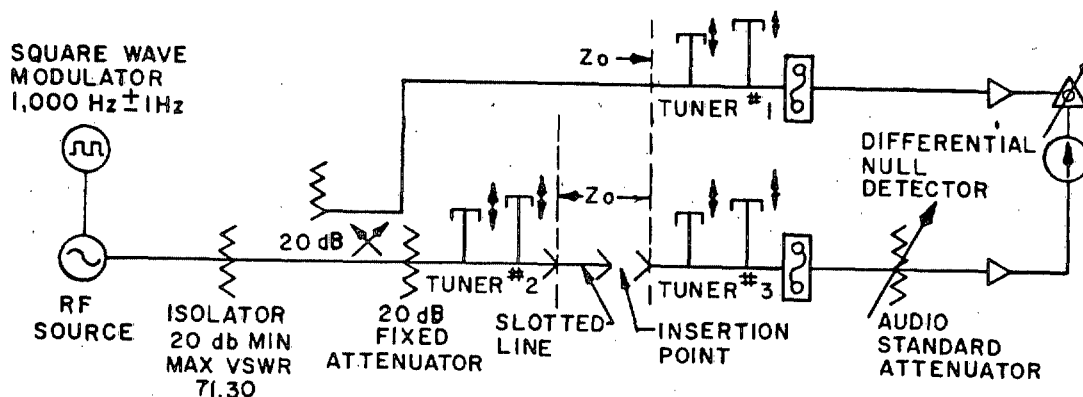 SQUARE WAVE
MODULATOR
1,000 Hz ± 1Hz
RF
SOURCE
ISOLATOR
20 db MIN
MAX VSWR
71.30
20 dB
20 dB
FIXED
ATTENUATOR
TUNER #2
Zo
TUNER #1
Zo
TUNER #3
SLOTTED
LINE
INSERTION
POINT
DIFFERENTIAL
NULL
DETECTOR
AUDIO
STANDARD
ATTENUATOR